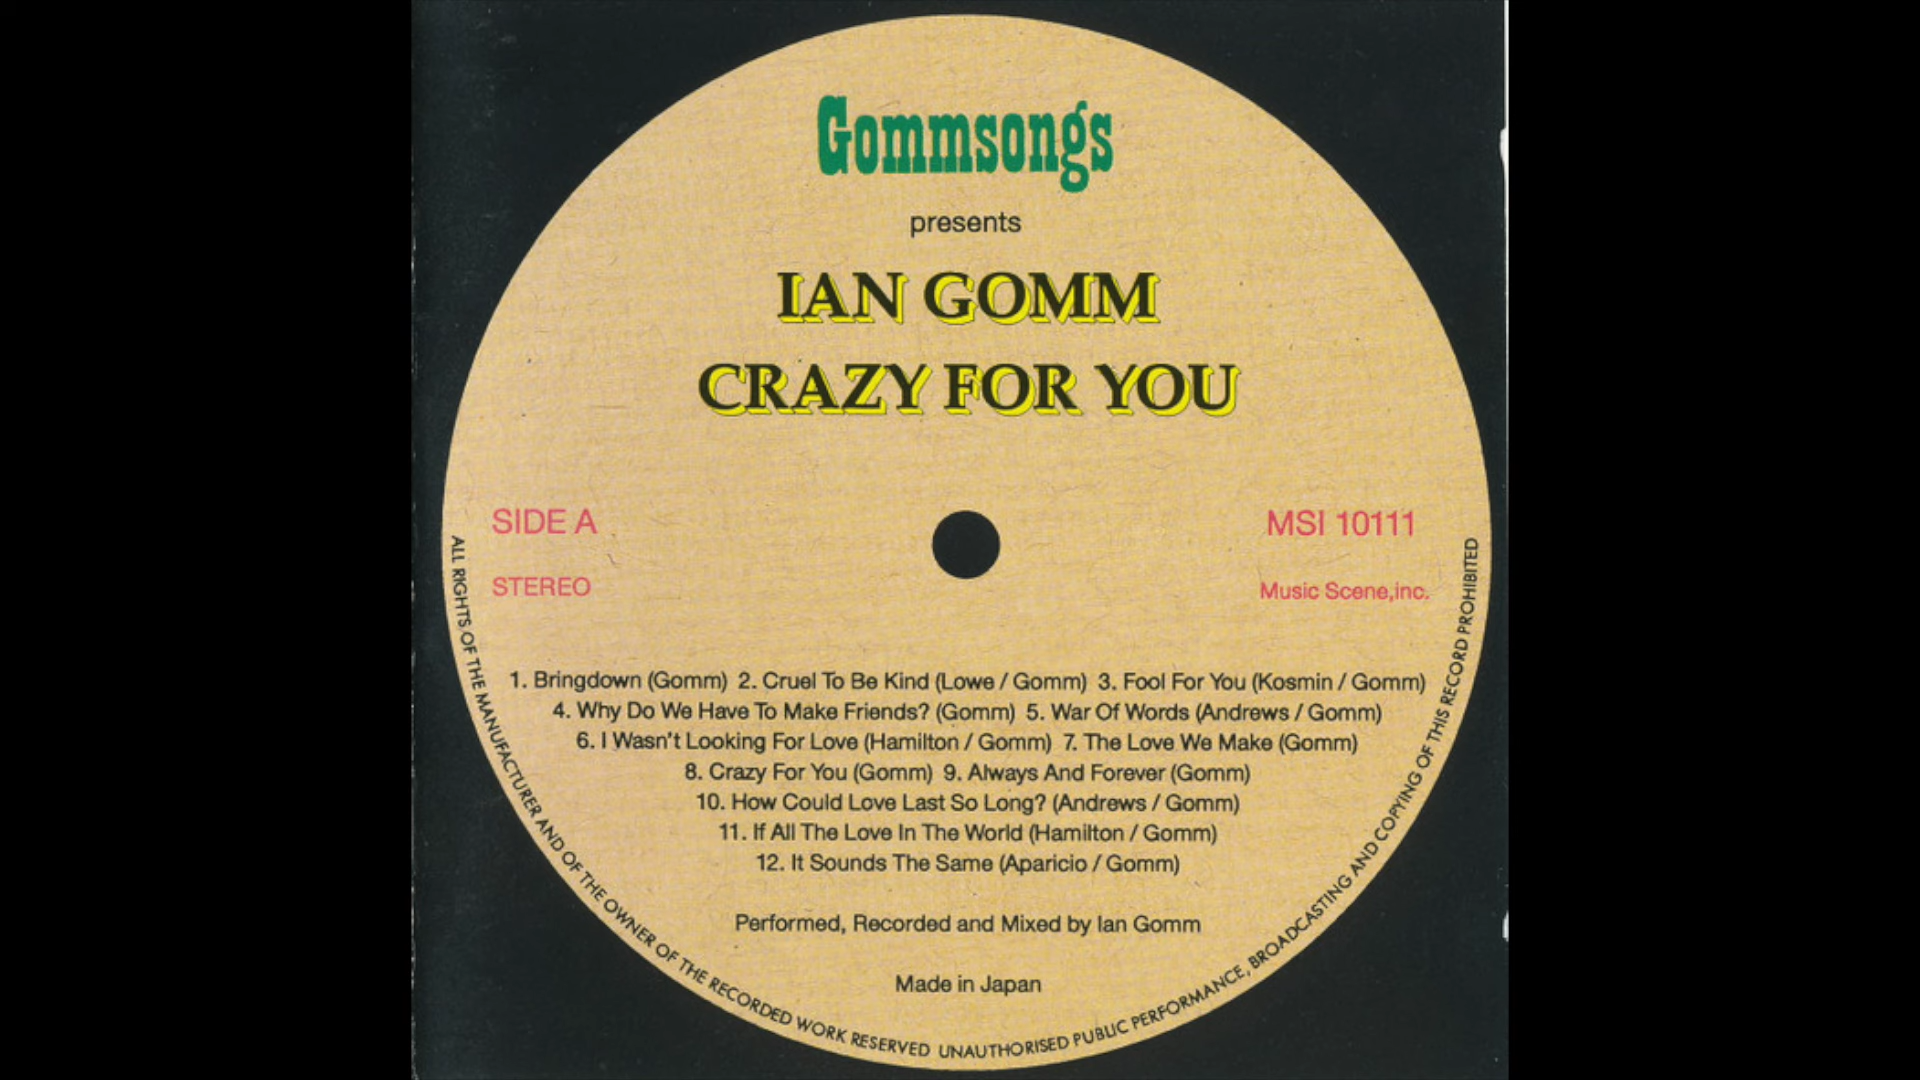 Gommsongs
presents
IAN GOMM
CRAZY FOR YOU
SIDE A
MSI 10111
STEREO
Music Scene,inc.
1. Bringdown (Gomm) 2. Cruel To Be Kind (Lowe / Gomm) 3. Fool For You (Kosmin / Gomm)
4. Why Do We Have To Make Friends? (Gomm) 5. War Of Words (Andrews / Gomm)
6. I Wasn't Looking For Love (Hamilton / Gomm) 7. The Love We Make (Gomm)
8. Crazy For You (Gomm) 9. Always And Forever (Gomm)
10. How Could Love Last So Long? (Andrews / Gomm)
11. If All The Love In The World (Hamilton / Gomm)
12. It Sounds The Same (Aparicio / Gomm)
Performed, Recorded and Mixed by Ian Gomm
Made in Japan
ALL RIGHTS OF THE MANUFACTURER AND OF THE OWNER OF THE RECORDED WORK RESERVED UNAUTHORISED PUBLIC PERFORMANCE, BROADCASTING AND COPYING OF THIS RECORD PROHIBITED